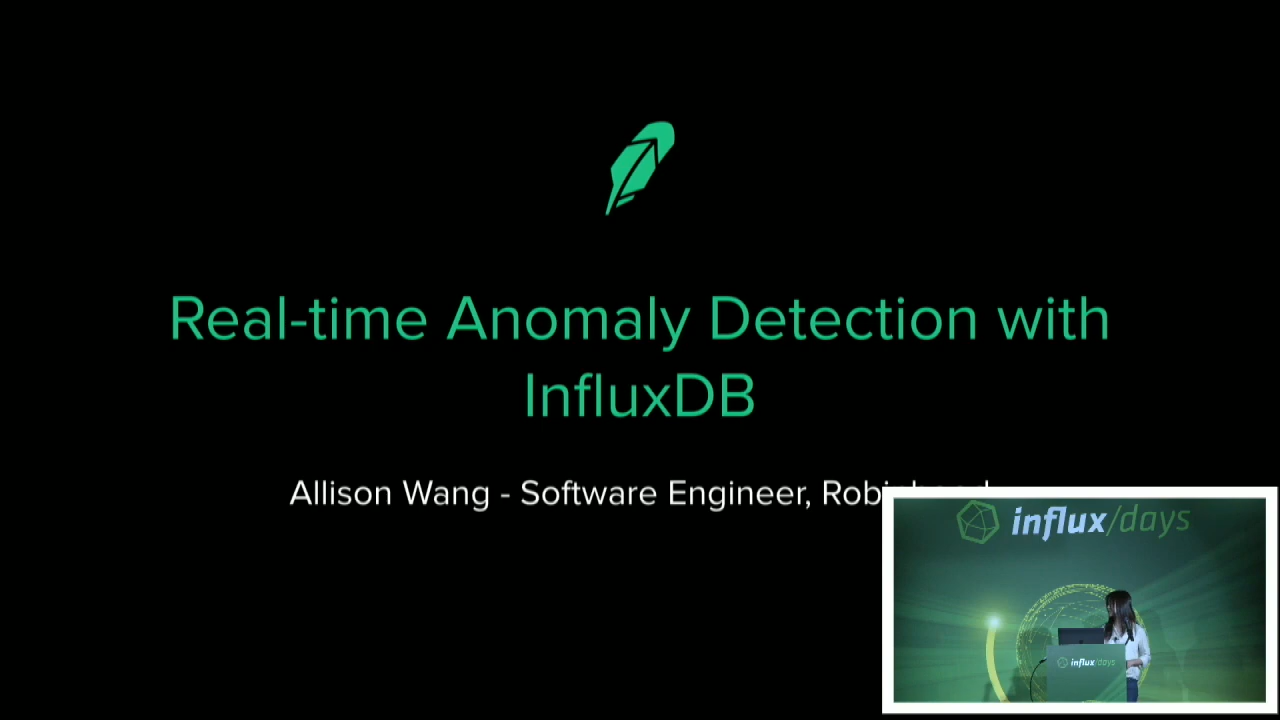 Real-time Anomaly Detection with
InfluxDB
Allison Wang - Software Engineer,
influx/days
influx/days